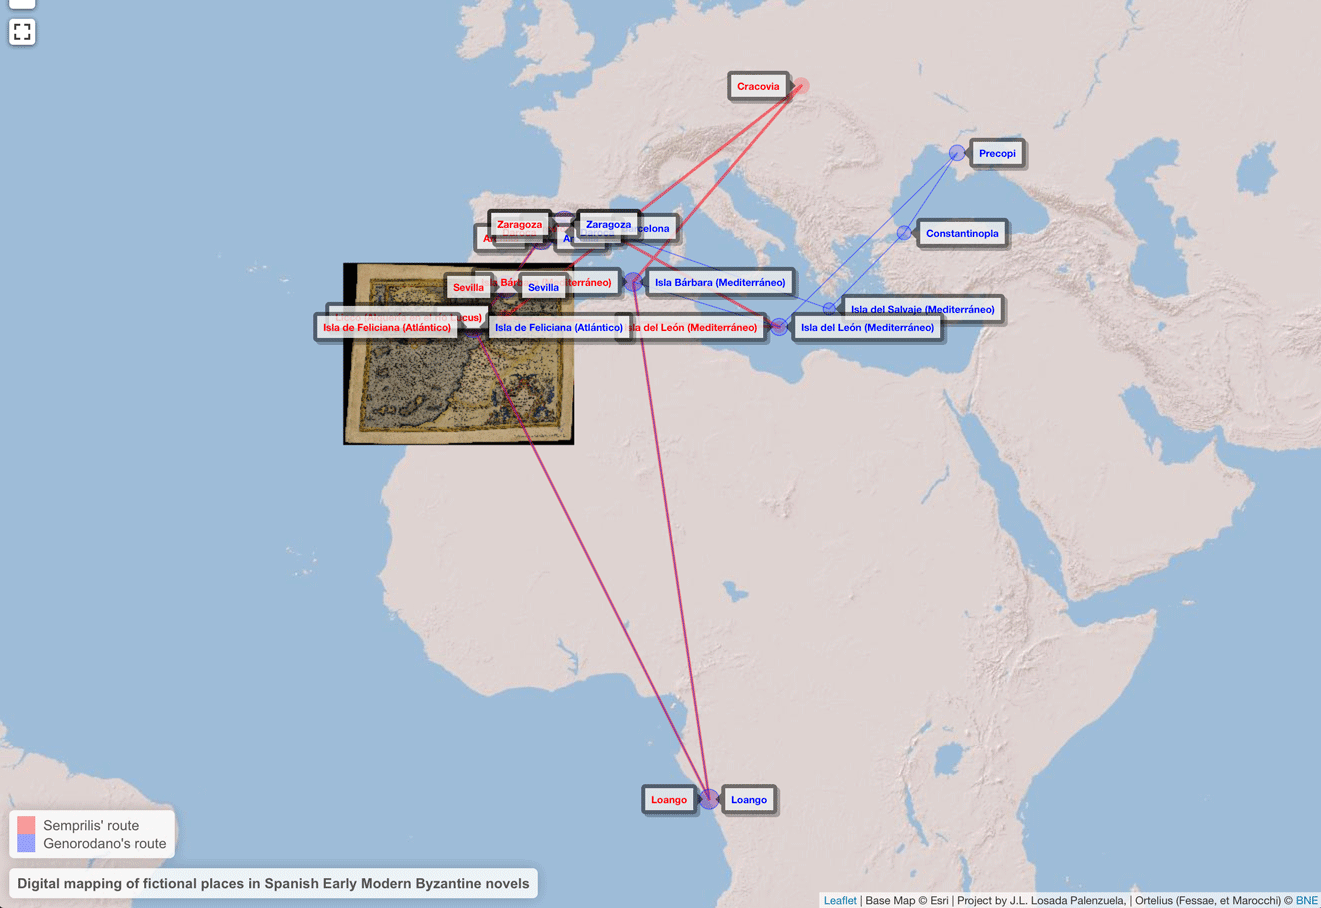 Cracovia
Precopi
Zaragoza
Zaragoza
celona
Constantinopla
Sevilla
Sevilla
Isla Bárbara (Mediterráneo)
Isla del Salvaje (Mediterráneo)
Isla de Feliciana (Atlántico)
Isla de Feliciana (Atlántico)
sla del León (Mediterráneo)
Isla del León (Mediterráneo)
Loango
Loango
Semprilis' route
Genorodano's route
Digital mapping of fictional places in Spanish Early Modern Byzantine novels
Leaflet | Base Map © Esri | Project by J.L. Losada Palenzuela, | Ortelius (Fessae, et Marocchi) © BNE